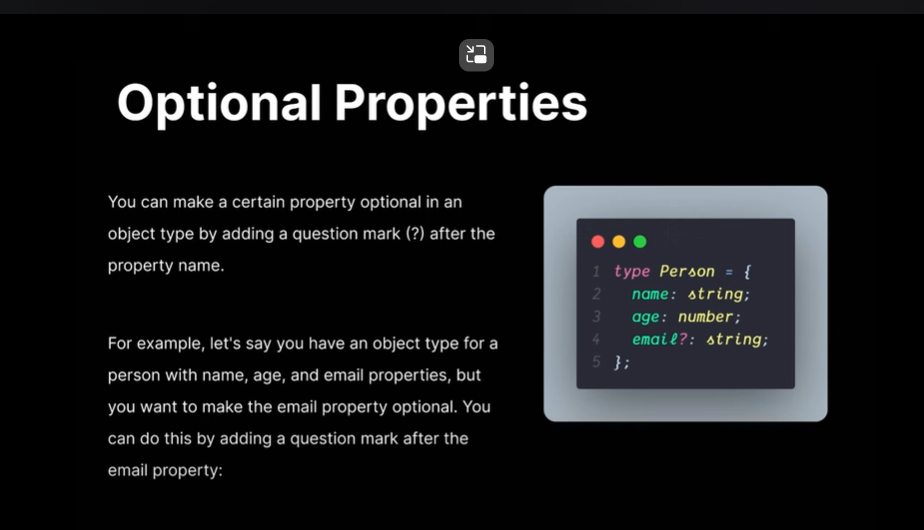 Optional Properties
You can make a certain property optional in an
object type by adding a question mark (?) after the
property name.
For example, let's say you have an object type for a
person with name, age, and email properties, but
you want to make the email property optional. You
can do this by adding a question mark after the
email property:
1 type Person = {
2 name: string;
3 age: number;
4 email?: string;
5 };